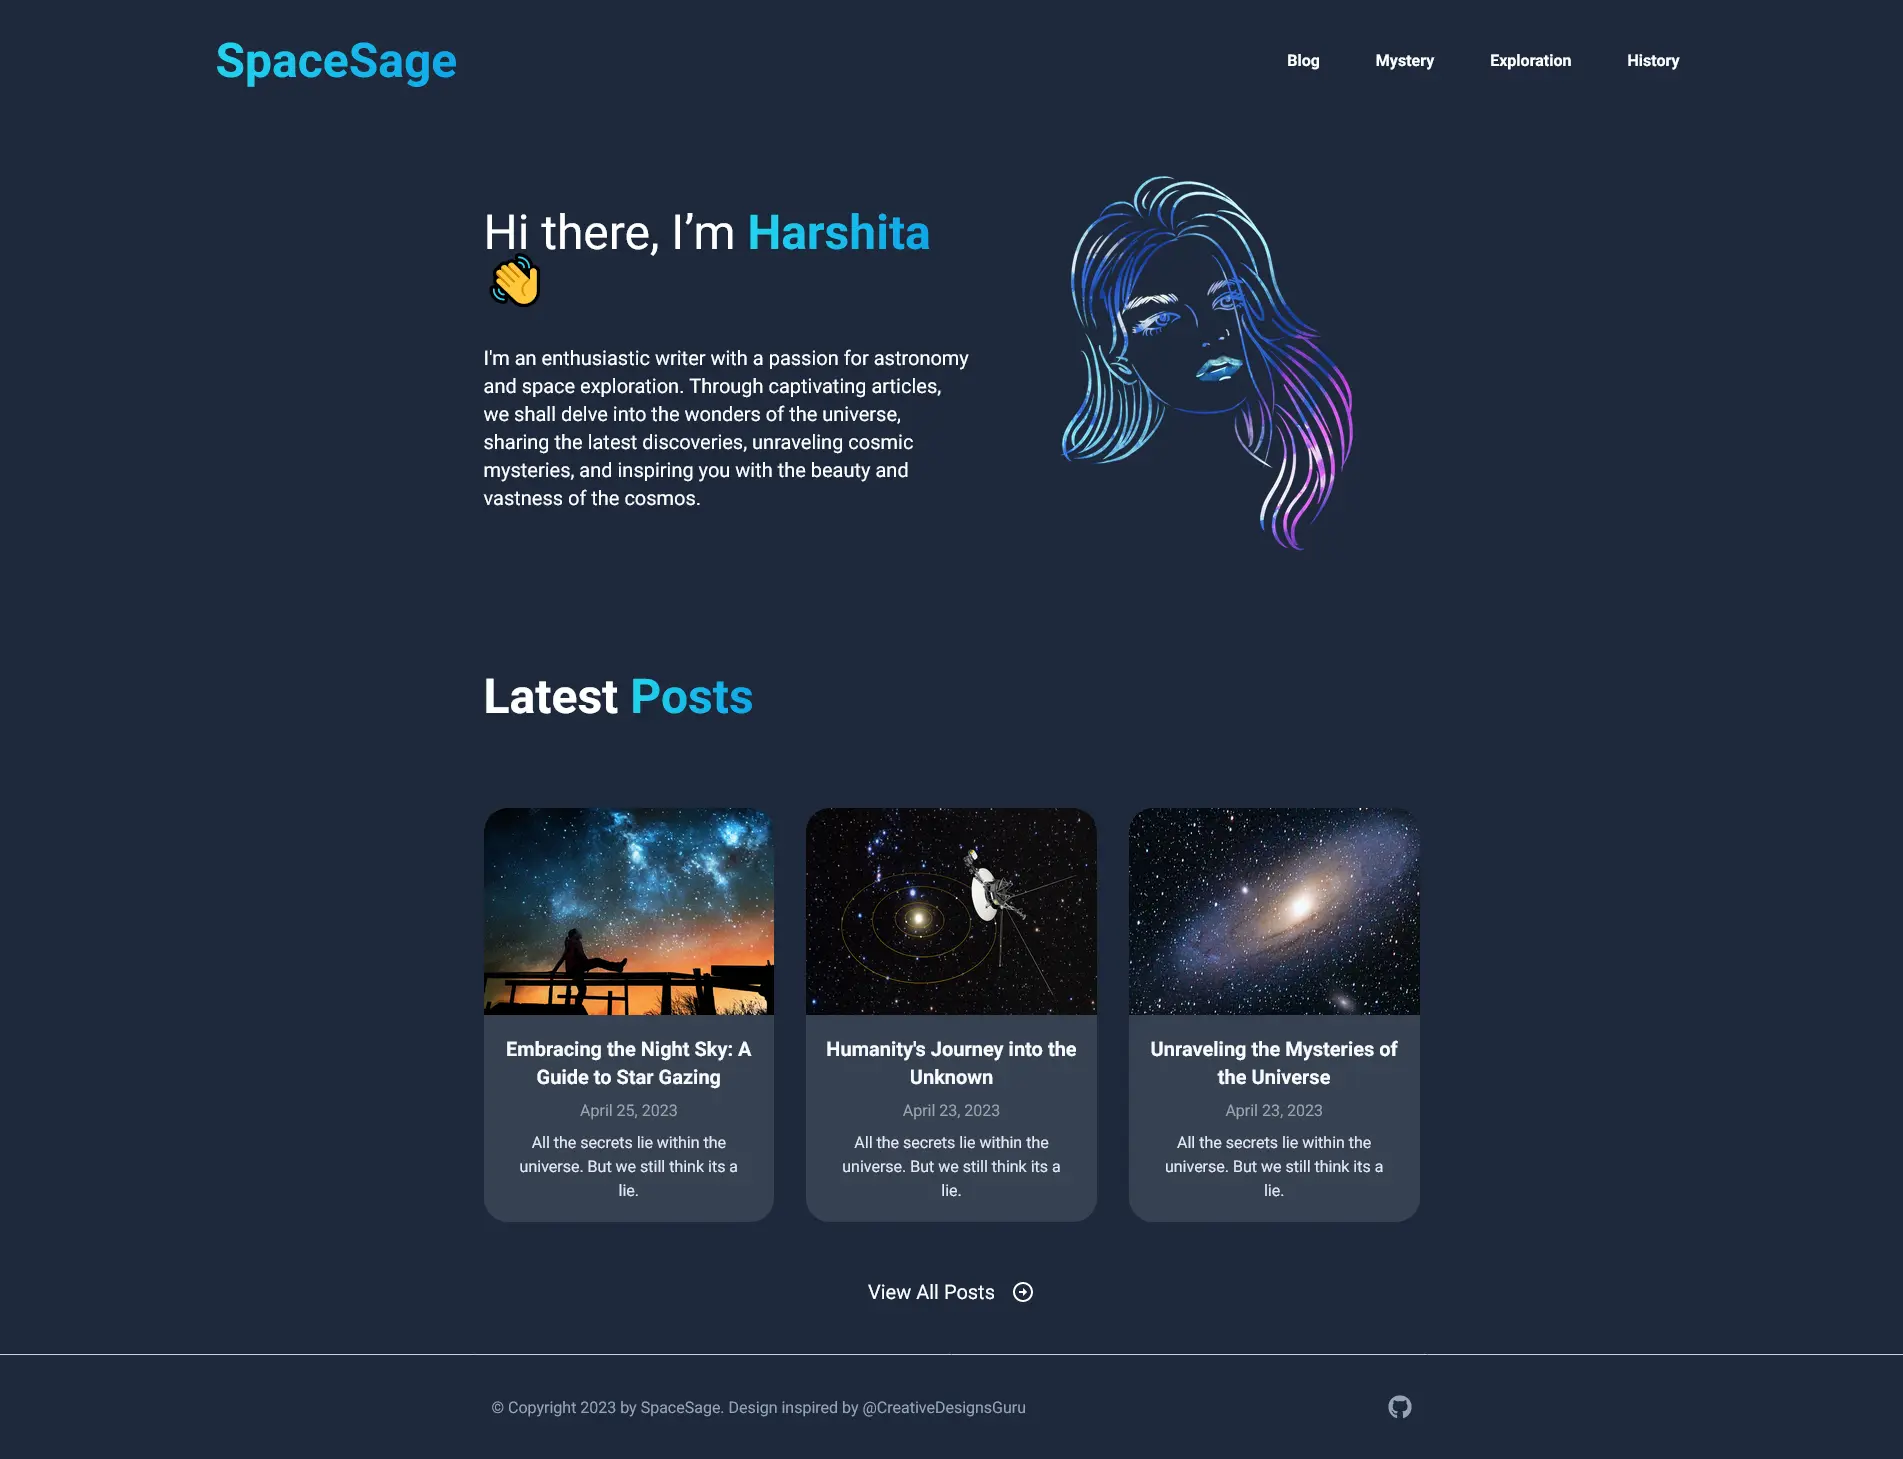 SpaceSage
Blog
Mystery
Exploration
History
Hi there, I’m Harshita
👋
I'm an enthusiastic writer with a passion for astronomy
and space exploration. Through captivating articles,
we shall delve into the wonders of the universe,
sharing the latest discoveries, unraveling cosmic
mysteries, and inspiring you with the beauty and
vastness of the cosmos.
Latest Posts
Embracing the Night Sky: A
Guide to Star Gazing
April 25, 2023
All the secrets lie within the
universe. But we still think its a
lie.
Humanity's Journey into the
Unknown
April 23, 2023
All the secrets lie within the
universe. But we still think its a
lie.
Unraveling the Mysteries of
the Universe
April 23, 2023
All the secrets lie within the
universe. But we still think its a
lie.
View All Posts
© Copyright 2023 by SpaceSage. Design inspired by @CreativeDesignsGuru